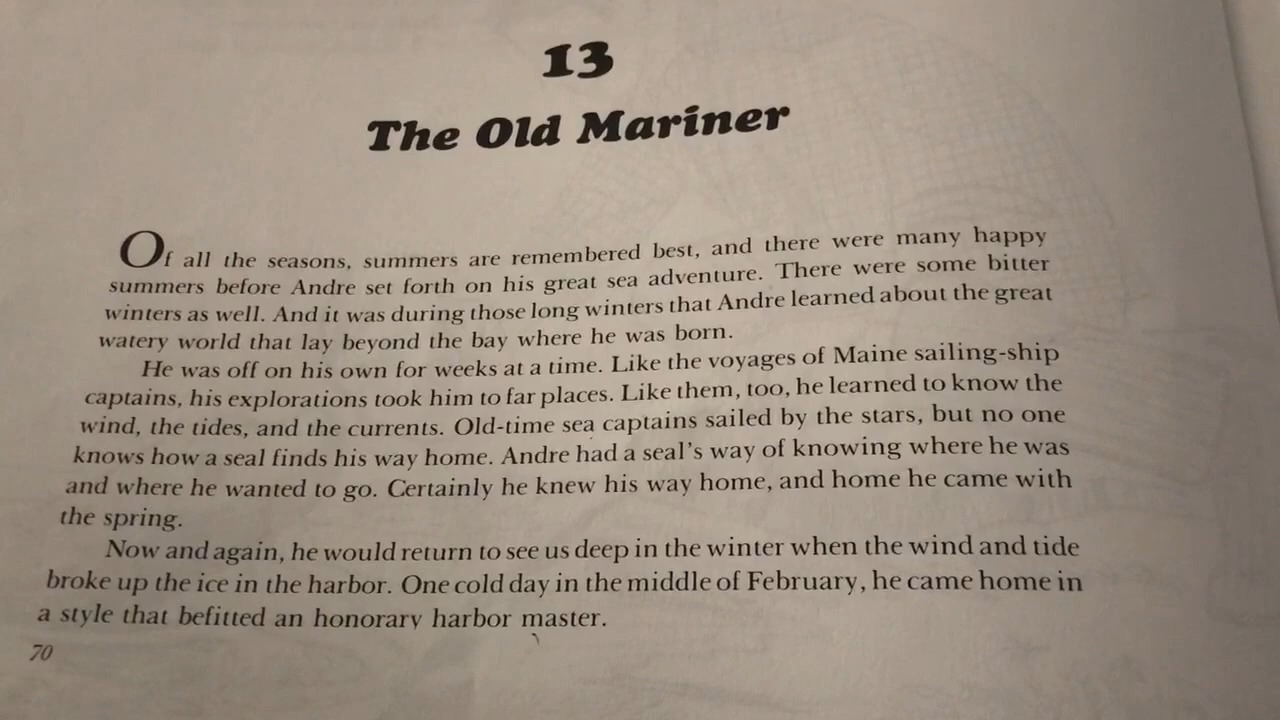 13
The Old Mariner
Of all the seasons, summers are remembered best, and there were many happy
summers before Andre set forth on his great sea adventure. There were some bitter
winters as well. And it was during those long winters that Andre learned about the great
watery world that lay beyond the bay where he was born.
He was off on his own for weeks at a time. Like the voyages of Maine sailing-ship
captains, his explorations took him to far places. Like them, too, he learned to know the
wind, the tides, and the currents. Old-time sea captains sailed by the stars, but no one
knows how a seal finds his way home. Andre had a seal's way of knowing where he was
and where he wanted to go. Certainly he knew his way home, and home he came with
the spring.
Now and again, he would return to see us deep in the winter when the wind and tide
broke up the ice in the harbor. One cold day in the middle of February, he came home in
a style that befitted an honorary harbor master.
70